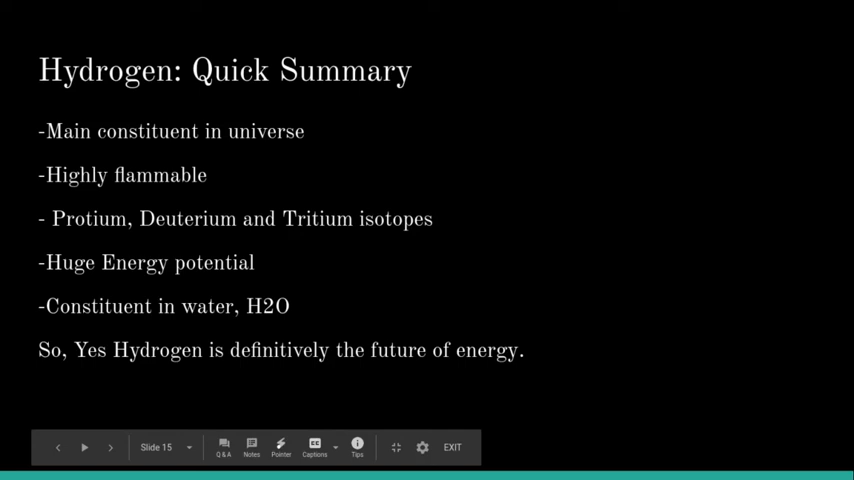 Hydrogen: Quick Summary
-Main constituent in universe
-Highly flammable
- Protium, Deuterium and Tritium isotopes
-Huge Energy potential
-Constituent in water, H2O
So, Yes Hydrogen is definitively the future of energy.
Slide 15
Q & A
Notes
Pointer
CC
Captions
Tips
EXIT